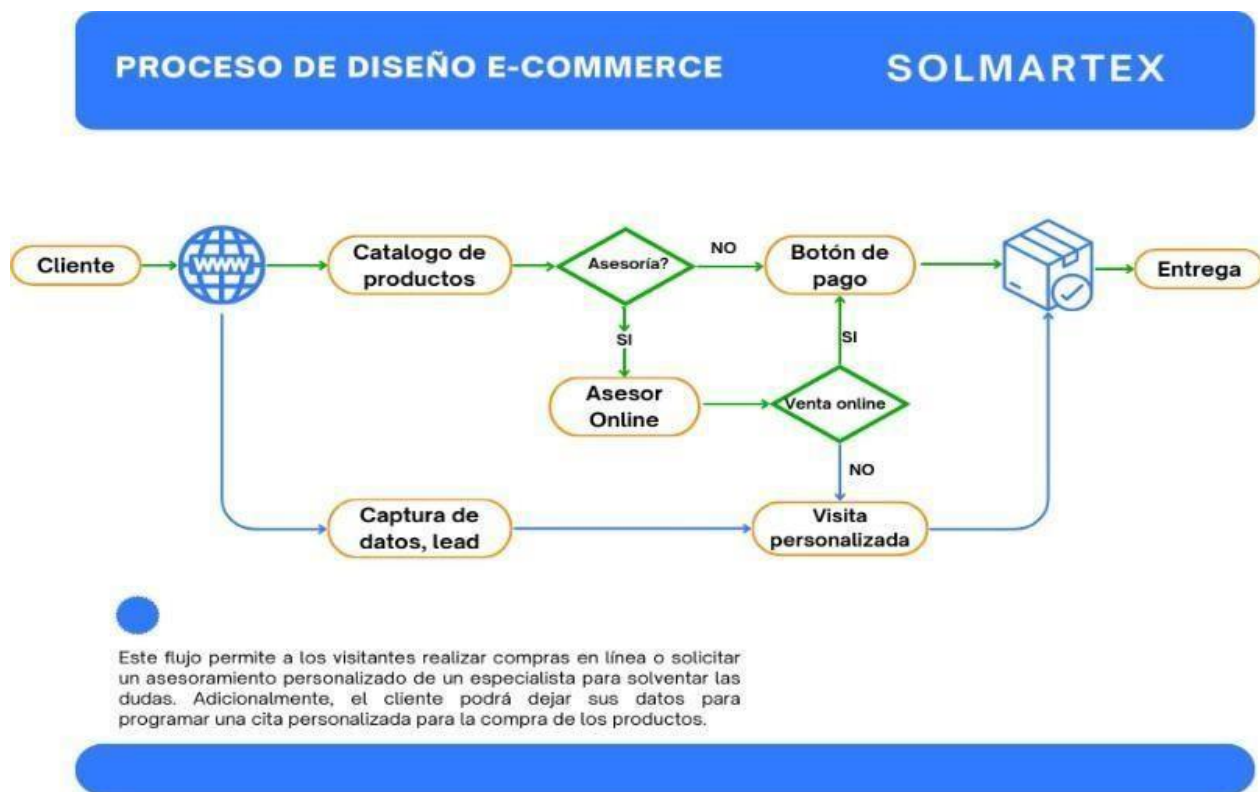 PROCESO DE DISEÑO E-COMMERCE
SOLMARTEX
Cliente
WWW
Catalogo de
productos
Asesoría?
NO
Botón de
pago
Entrega
SI
Asesor
Online
SI
Venta online
NO
Captura de
datos, lead
Visita
personalizada
Este flujo permite a los visitantes realizar compras en línea o solicitar
un asesoramiento personalizado de un especialista para solventar las
dudas. Adicionalmente, el cliente podrá dejar sus datos para
programar una cita personalizada para la compra de los productos.